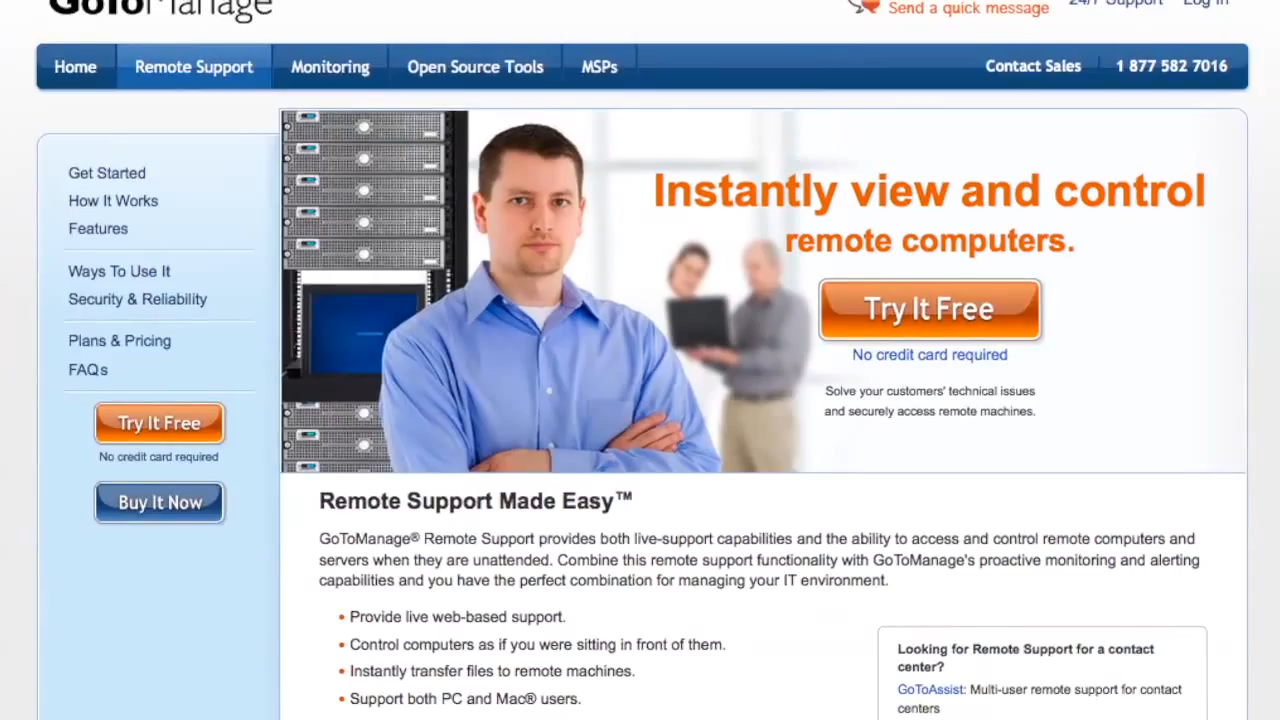 GoToManage
Send a quick message
24/7 Support
Log In
Home
Remote Support
Monitoring
Open Source Tools
MSPs
Contact Sales
1 877 582 7016
Get Started
How It Works
Features
Ways To Use It
Security & Reliability
Plans & Pricing
FAQs
Try It Free
No credit card required
Buy It Now
Instantly view and control
remote computers.
Try It Free
No credit card required
Solve your customers' technical issues
and securely access remote machines.
Remote Support Made Easy™
GoToManage® Remote Support provides both live-support capabilities and the ability to access and control remote computers and
servers when they are unattended. Combine this remote support functionality with GoToManage's proactive monitoring and alerting
capabilities and you have the perfect combination for managing your IT environment.
• Provide live web-based support.
• Control computers as if you were sitting in front of them.
• Instantly transfer files to remote machines.
• Support both PC and Mac® users.
Looking for Remote Support for a contact
center?
GoToAssist: Multi-user remote support for contact
centers